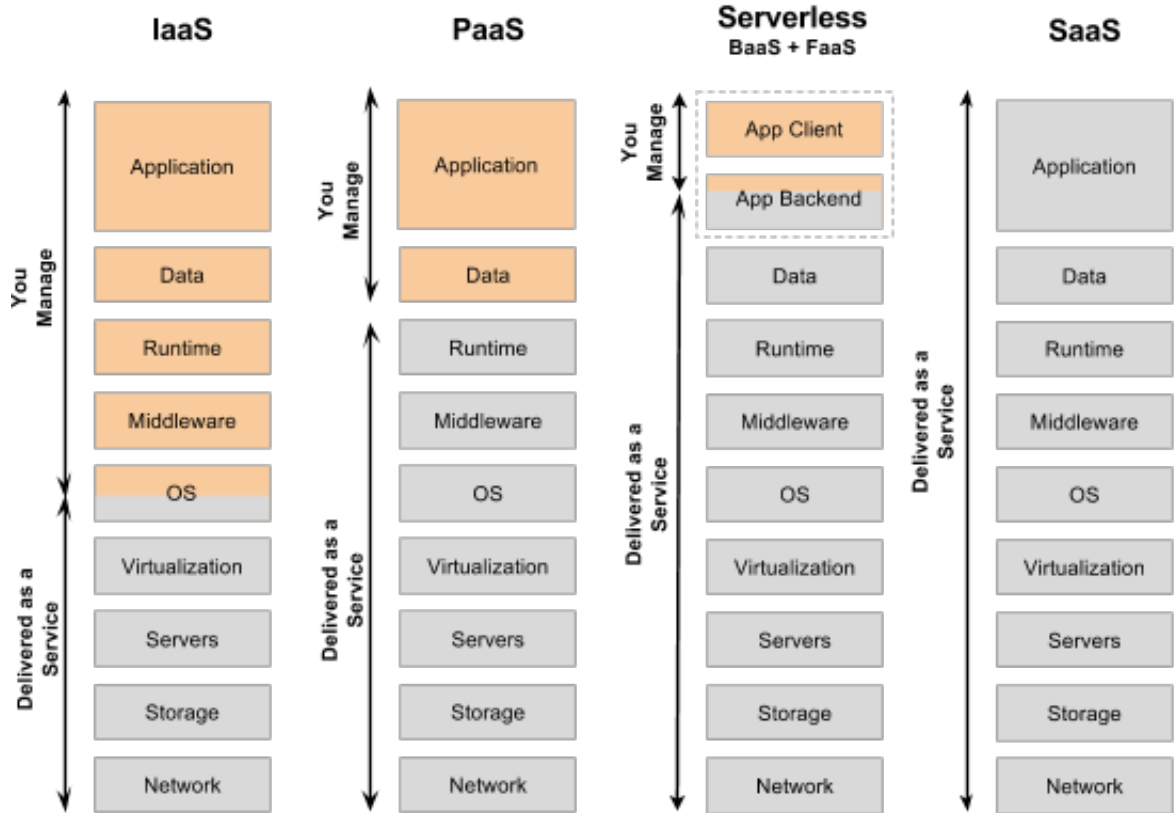 IaaS
PaaS
Serverless
BaaS + FaaS
SaaS
You
Manage
Delivered as a
Service
Application
Data
Runtime
Middleware
OS
Virtualization
Servers
Storage
Network
You
Manage
Delivered as a
Service
Application
Data
Runtime
Middleware
OS
Virtualization
Servers
Storage
Network
You
Manage
Delivered as a
Service
App Client
App Backend
Data
Runtime
Middleware
OS
Virtualization
Servers
Storage
Network
Delivered as a
Service
Application
Data
Runtime
Middleware
OS
Virtualization
Servers
Storage
Network